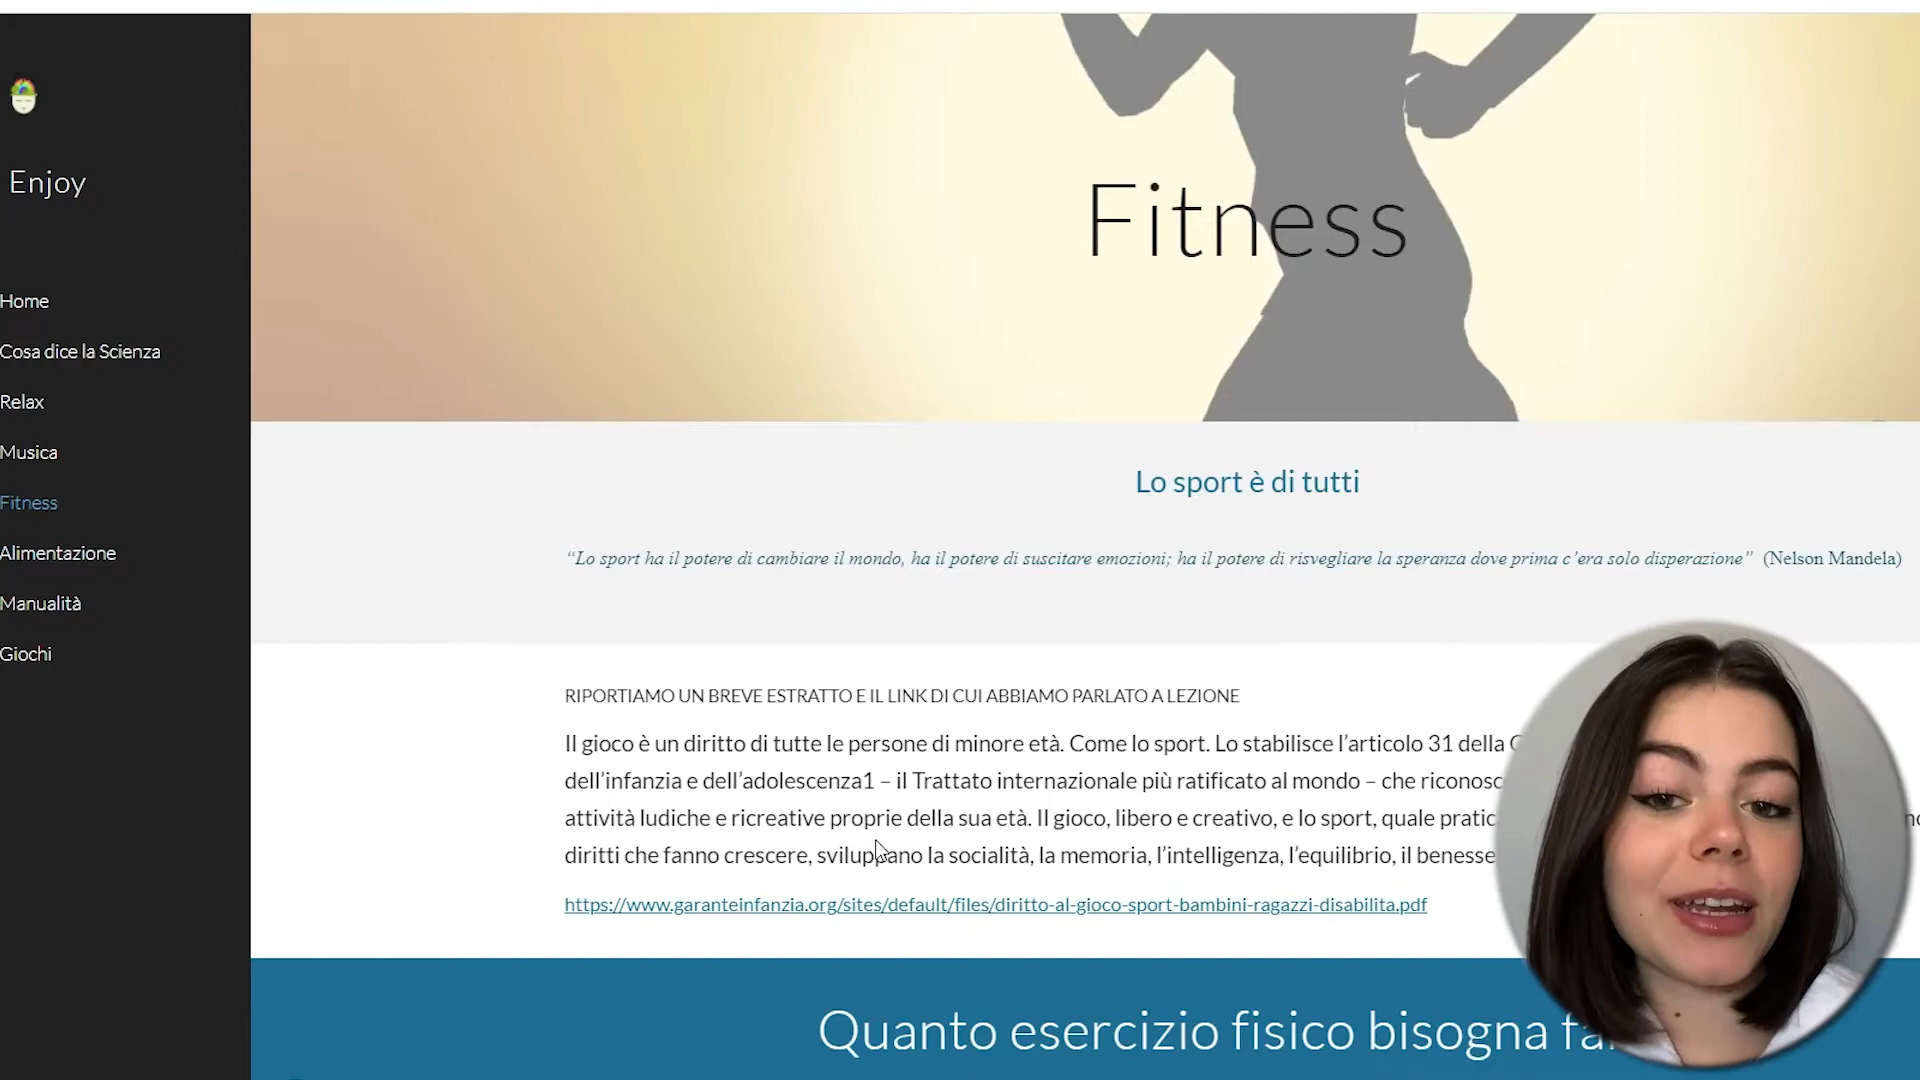 Enjoy
Home
Cosa dice la Scienza
Relax
Musica
Fitness
Alimentazione
Manualità
Giochi
Fitness
Lo sport è di tutti
“Lo sport ha il potere di cambiare il mondo, ha il potere di suscitare emozioni; ha il potere di risvegliare la speranza dove prima c’era solo disperazione” (Nelson Mandela)
RIPORTIAMO UN BREVE ESTRATTO E IL LINK DI CUI ABBIAMO PARLATO A LEZIONE
Il gioco è un diritto di tutte le persone di minore età. Come lo sport. Lo stabilisce l’articolo 31 della
dell’infanzia e dell’adolescenza1 – il Trattato internazionale più ratificato al mondo – che
attività ludiche e ricreative proprie della sua età. Il gioco, libero e creativo, e lo sport, quale
diritti che fanno crescere, sviluppano la socialità, la memoria, l’intelligenza, l’equilibrio, il benesse
https://www.garanteinfanzia.org/sites/default/files/diritto-al-gioco-sport-bambini-ragazzi-disabilita.pdf
Quanto esercizio fisico bisogna